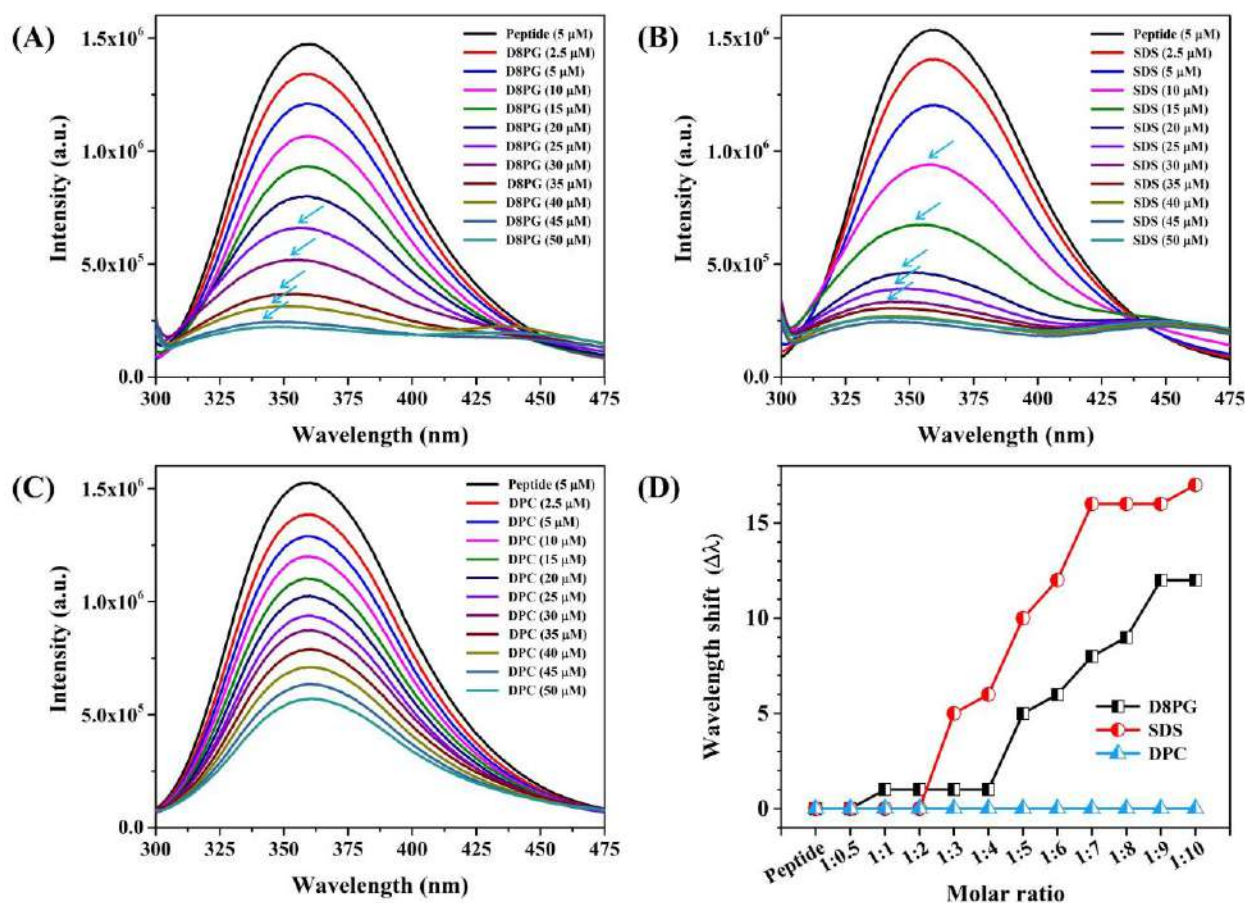 (A)
Intensity (a.u.)
1.5x10⁶
1.0x10⁶
5.0x10⁵
0.0
300 325 350 375 400 425 450 475
Wavelength (nm)
Peptide (5 μM)
D8PG (2.5 μM)
D8PG (5 μM)
D8PG (10 μM)
D8PG (15 μM)
D8PG (20 μM)
D8PG (25 μM)
D8PG (30 μM)
D8PG (35 μM)
D8PG (40 μM)
D8PG (45 μM)
D8PG (50 μM)
(B)
Intensity (a.u.)
1.5x10⁶
1.0x10⁶
5.0x10⁵
0.0
300 325 350 375 400 425 450 475
Wavelength (nm)
Peptide (5 μM)
SDS (2.5 μM)
SDS (5 μM)
SDS (10 μM)
SDS (15 μM)
SDS (20 μM)
SDS (25 μM)
SDS (30 μM)
SDS (35 μM)
SDS (40 μM)
SDS (45 μM)
SDS (50 μM)
(C)
Intensity (a.u.)
1.5x10⁶
1.0x10⁶
5.0x10⁵
0.0
300 325 350 375 400 425 450 475
Wavelength (nm)
Peptide (5 μM)
DPC (2.5 μM)
DPC (5 μM)
DPC (10 μM)
DPC (15 μM)
DPC (20 μM)
DPC (25 μM)
DPC (30 μM)
DPC (35 μM)
DPC (40 μM)
DPC (45 μM)
DPC (50 μM)
(D)
Wavelength shift (Δλ)
15
10
5
0
D8PG
SDS
DPC
Peptide 1:0.5 1:1 1:2 1:3 1:4 1:5 1:6 1:7 1:8 1:9 1:10
Molar ratio